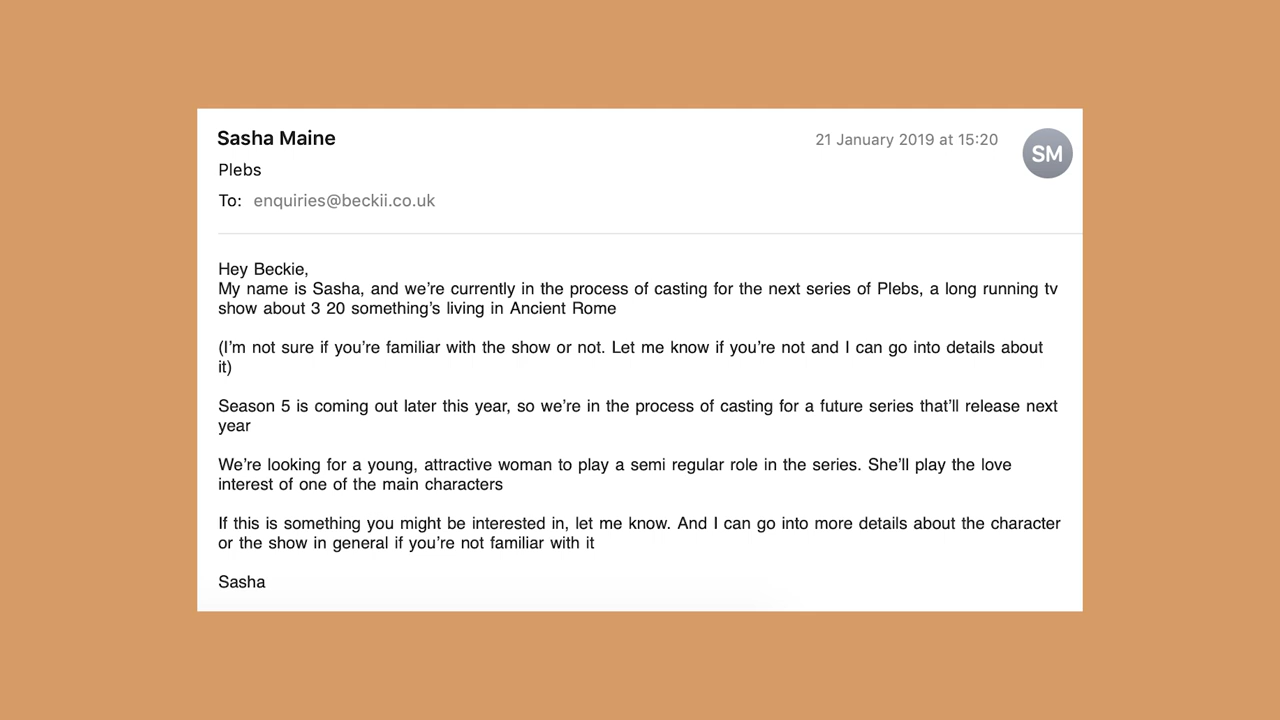 Sasha Maine
21 January 2019 at 15:20
SM
Plebs
To: enquiries@beckii.co.uk
Hey Beckie,
My name is Sasha, and we're currently in the process of casting for the next series of Plebs, a long running tv
show about 3 20 something's living in Ancient Rome
(I'm not sure if you're familiar with the show or not. Let me know if you're not and I can go into details about
it)
Season 5 is coming out later this year, so we're in the process of casting for a future series that'll release next
year
We're looking for a young, attractive woman to play a semi regular role in the series. She'll play the love
interest of one of the main characters
If this is something you might be interested in, let me know. And I can go into more details about the character
or the show in general if you're not familiar with it
Sasha